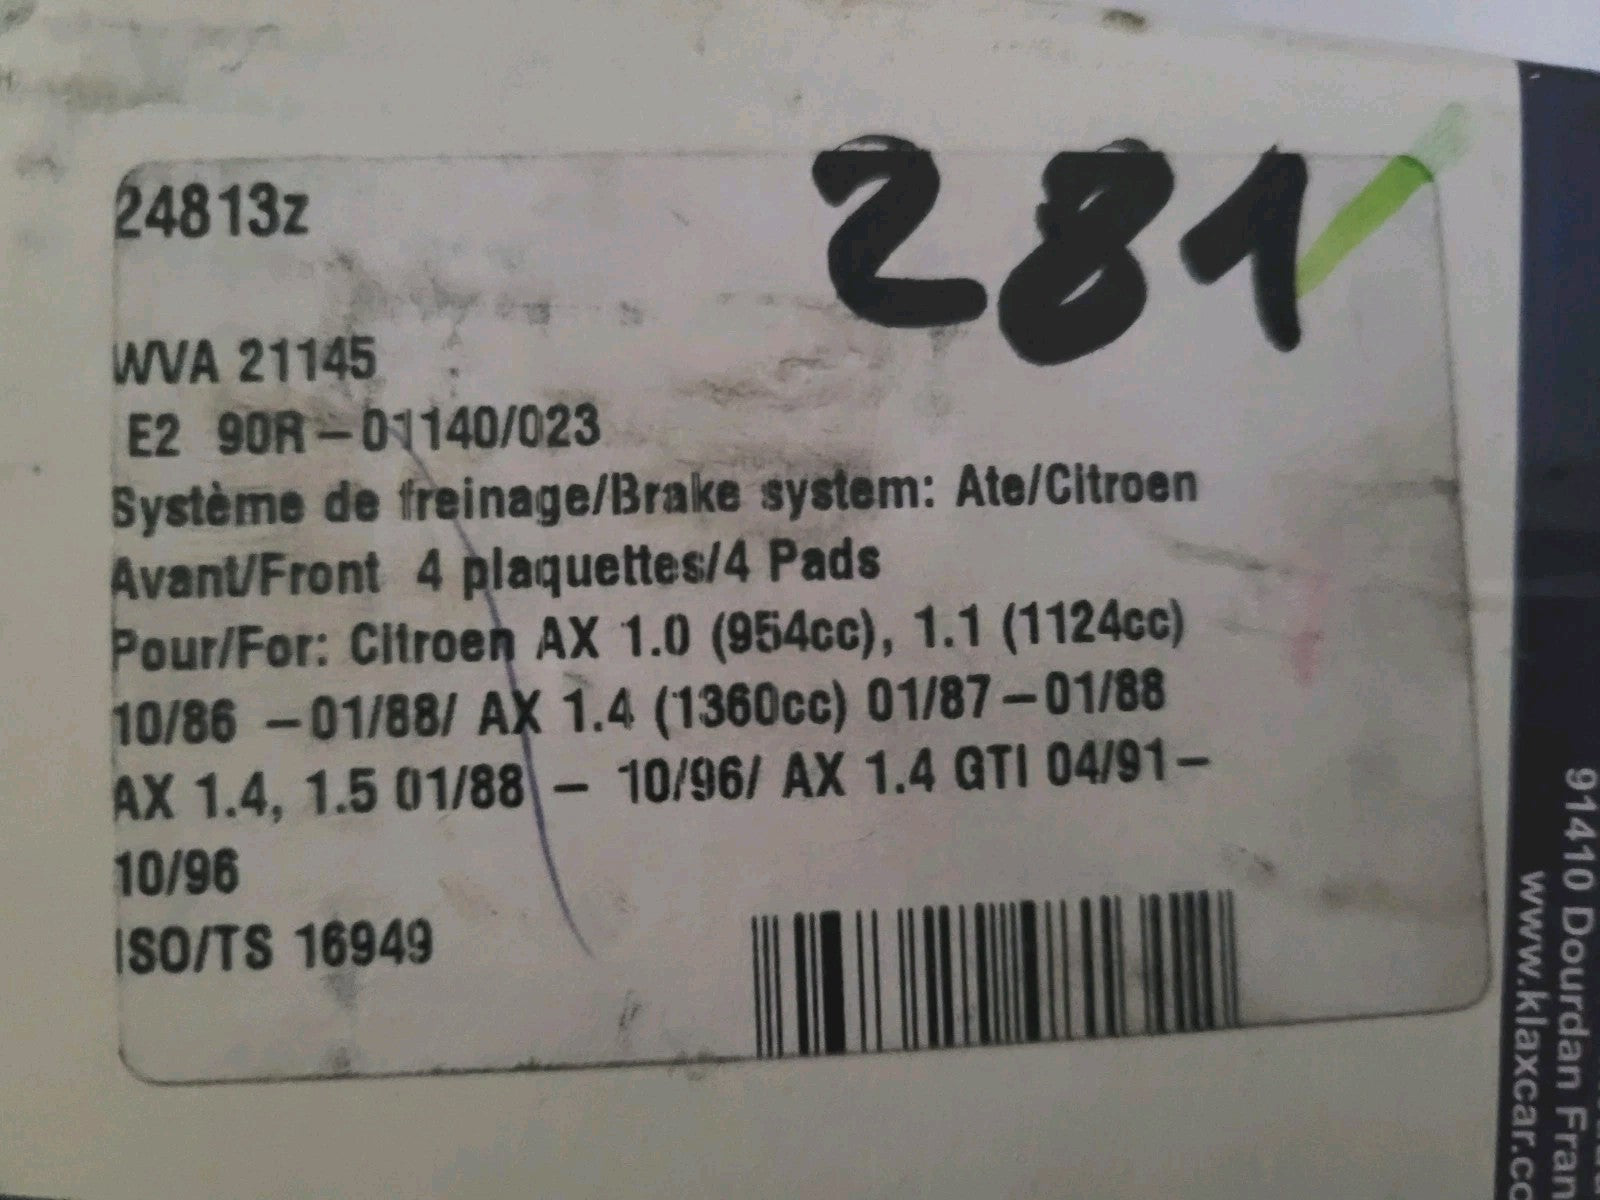 24813z
281
WVA 21145
E2 90R-01140/023
Système de freinage/Brake system: Ate/Citroen
Avant/Front 4 plaquettes/4 Pads
Pour/For: Citroen AX 1.0 (954cc), 1.1 (1124cc)
10/86 -01/88/ AX 1.4 (1360cc) 01/87-01/88
AX 1.4, 1.5 01/88 - 10/96/ AX 1.4 GTI 04/91-
10/96
ISO/TS 16949
91410 Dourdan Fran
www.klaxcar.c